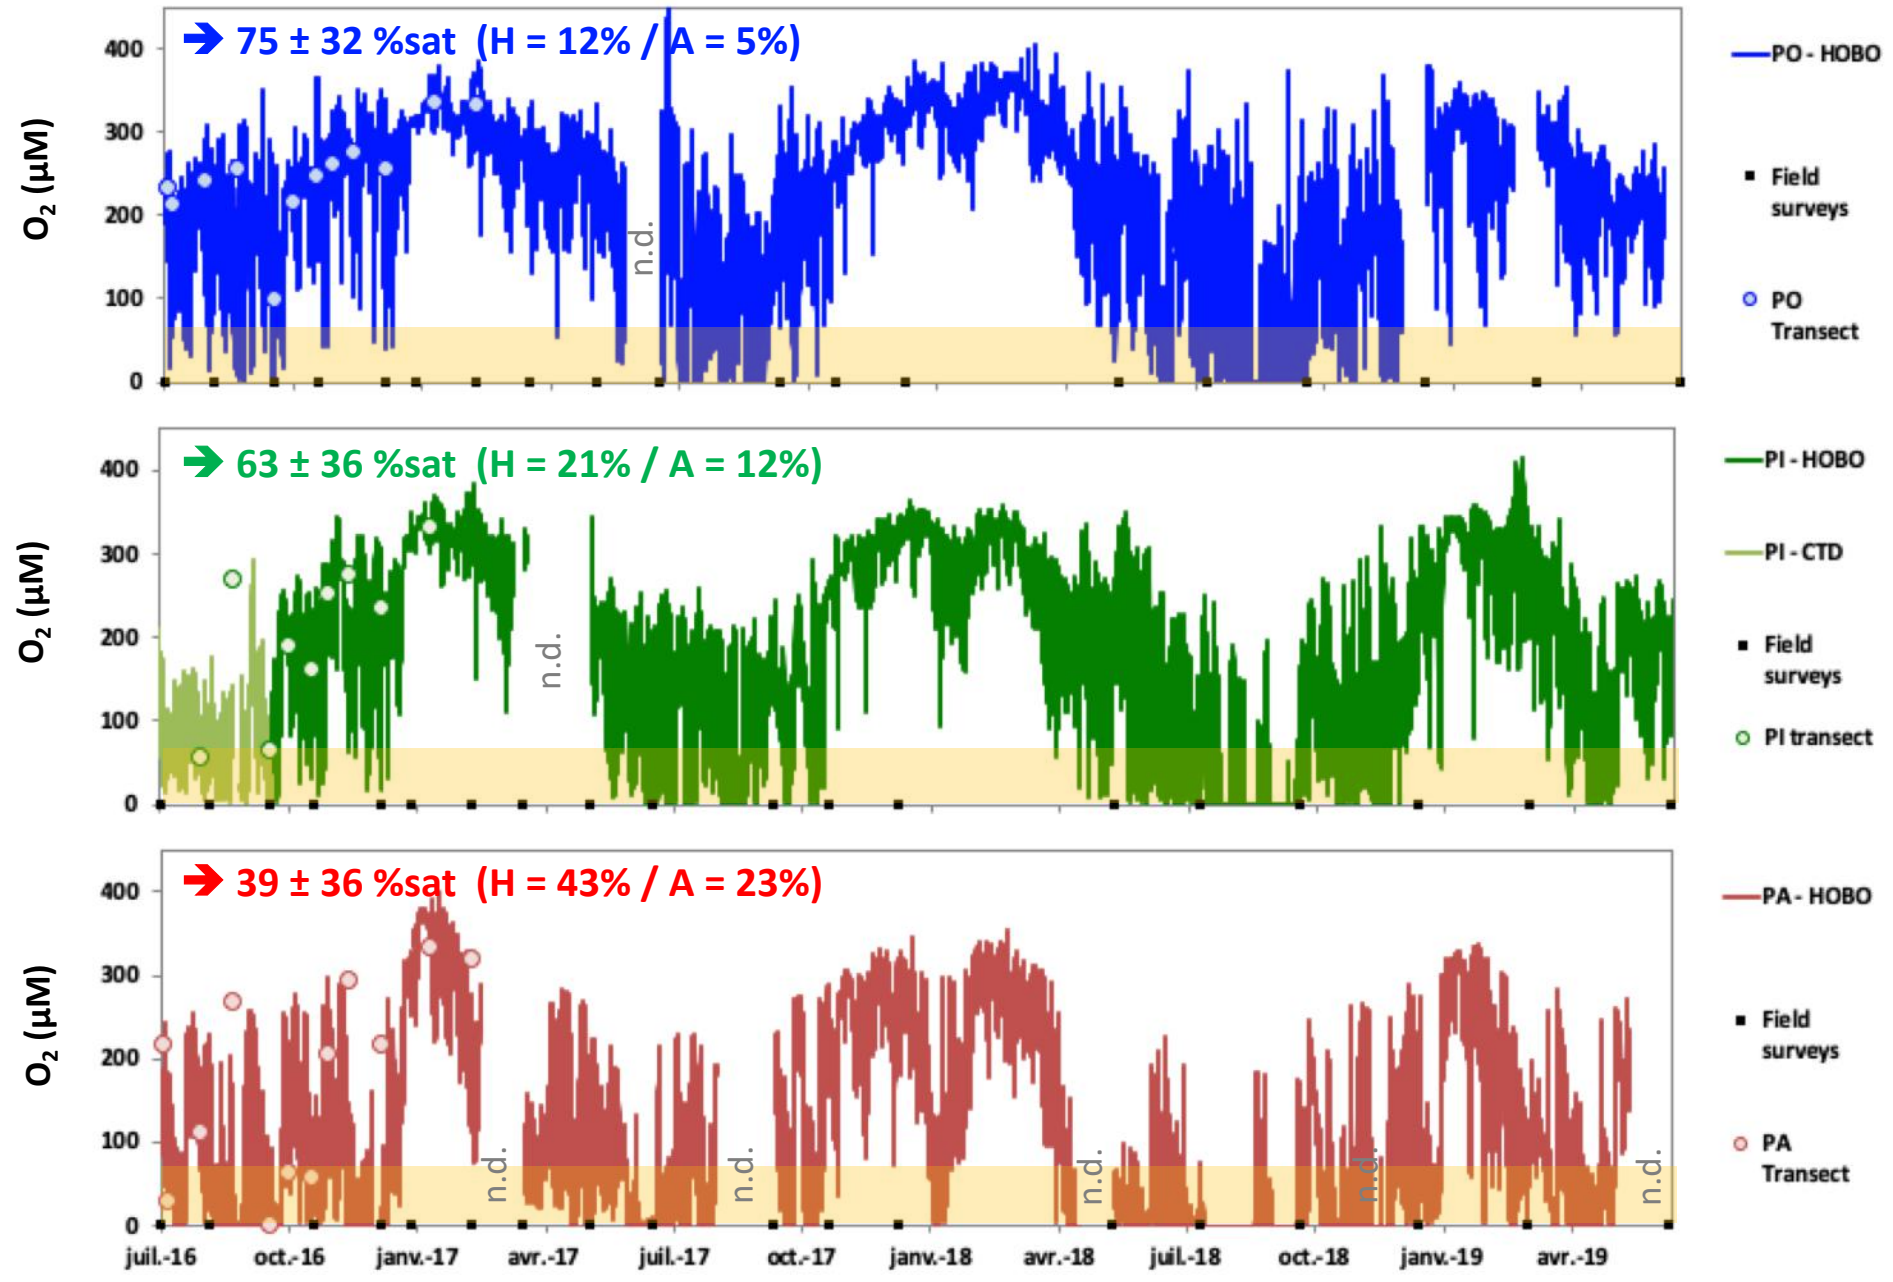 ➔ 75 ± 32 %sat (H = 12% / A = 5%)
400
300
200
100
0
O₂ (µM)
n.d.
PO - HOBO
Field
surveys
PO
Transect
➔ 63 ± 36 %sat (H = 21% / A = 12%)
400
300
200
100
0
O₂ (µM)
n.d.
PI - HOBO
PI - CTD
Field
surveys
PI transect
➔ 39 ± 36 %sat (H = 43% / A = 23%)
400
300
200
100
0
O₂ (µM)
n.d.
n.d.
n.d.
n.d.
n.d.
PA - HOBO
Field
surveys
PA
Transect
juil.-16 oct.-16 janv.-17 avr.-17 juil.-17 oct.-17 janv.-18 avr.-18 juil.-18 oct.-18 janv.-19 avr.-19